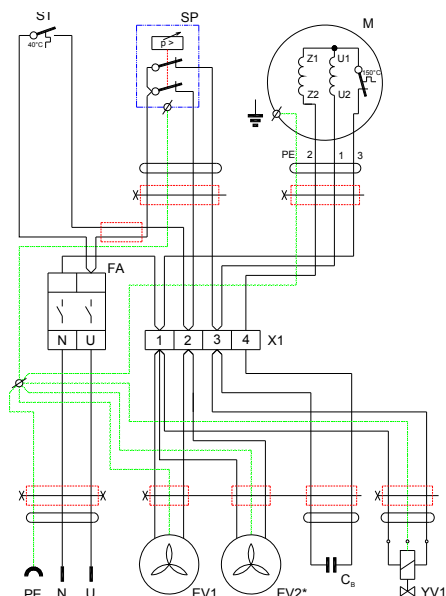 ST
SP
M
40°C
p >
Z1
U1
150°C
Z2
U2
PE
2
1
3
FA
N
U
1
2
3
4
X1
PE
N
U
EV1
EV2*
CB
YV1